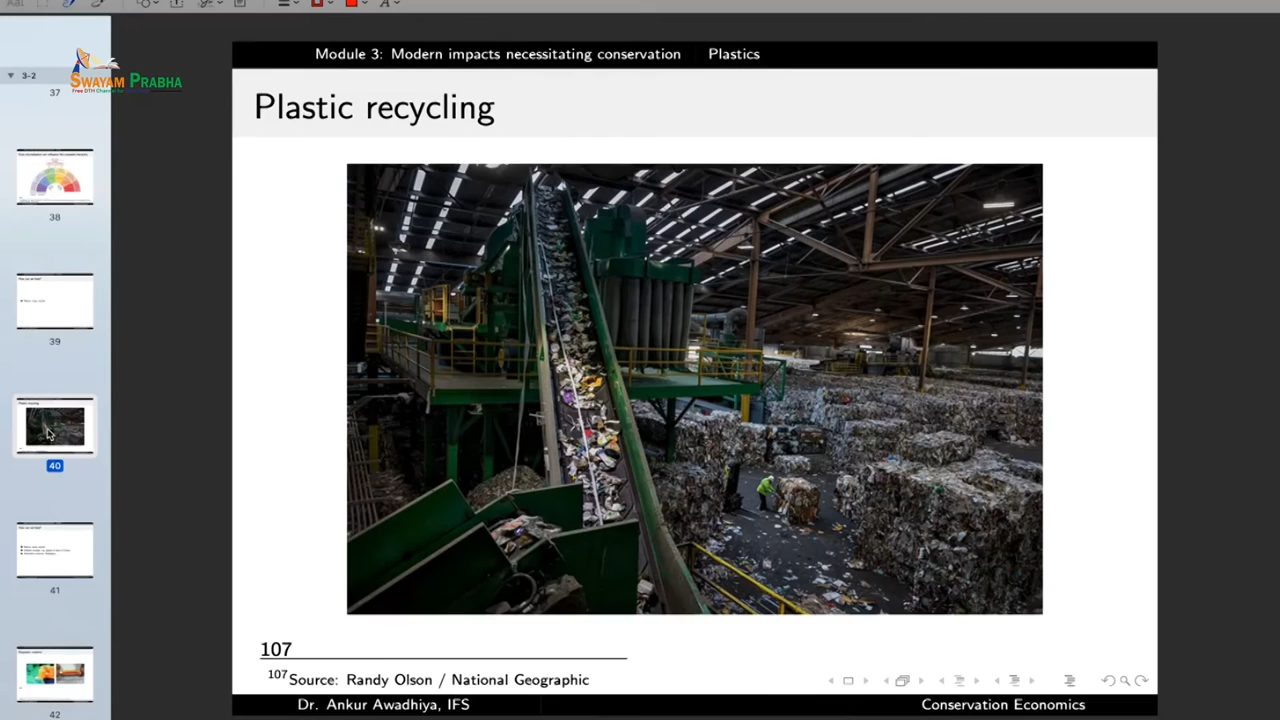 Module 3: Modern impacts necessitating conservation Plastics
3-2
SWAYAM PRABHA
37
Plastic recycling
38
39
40
41
42
107
107 Source: Randy Olson / National Geographic
Dr. Ankur Awadhiya, IFS Conservation Economics